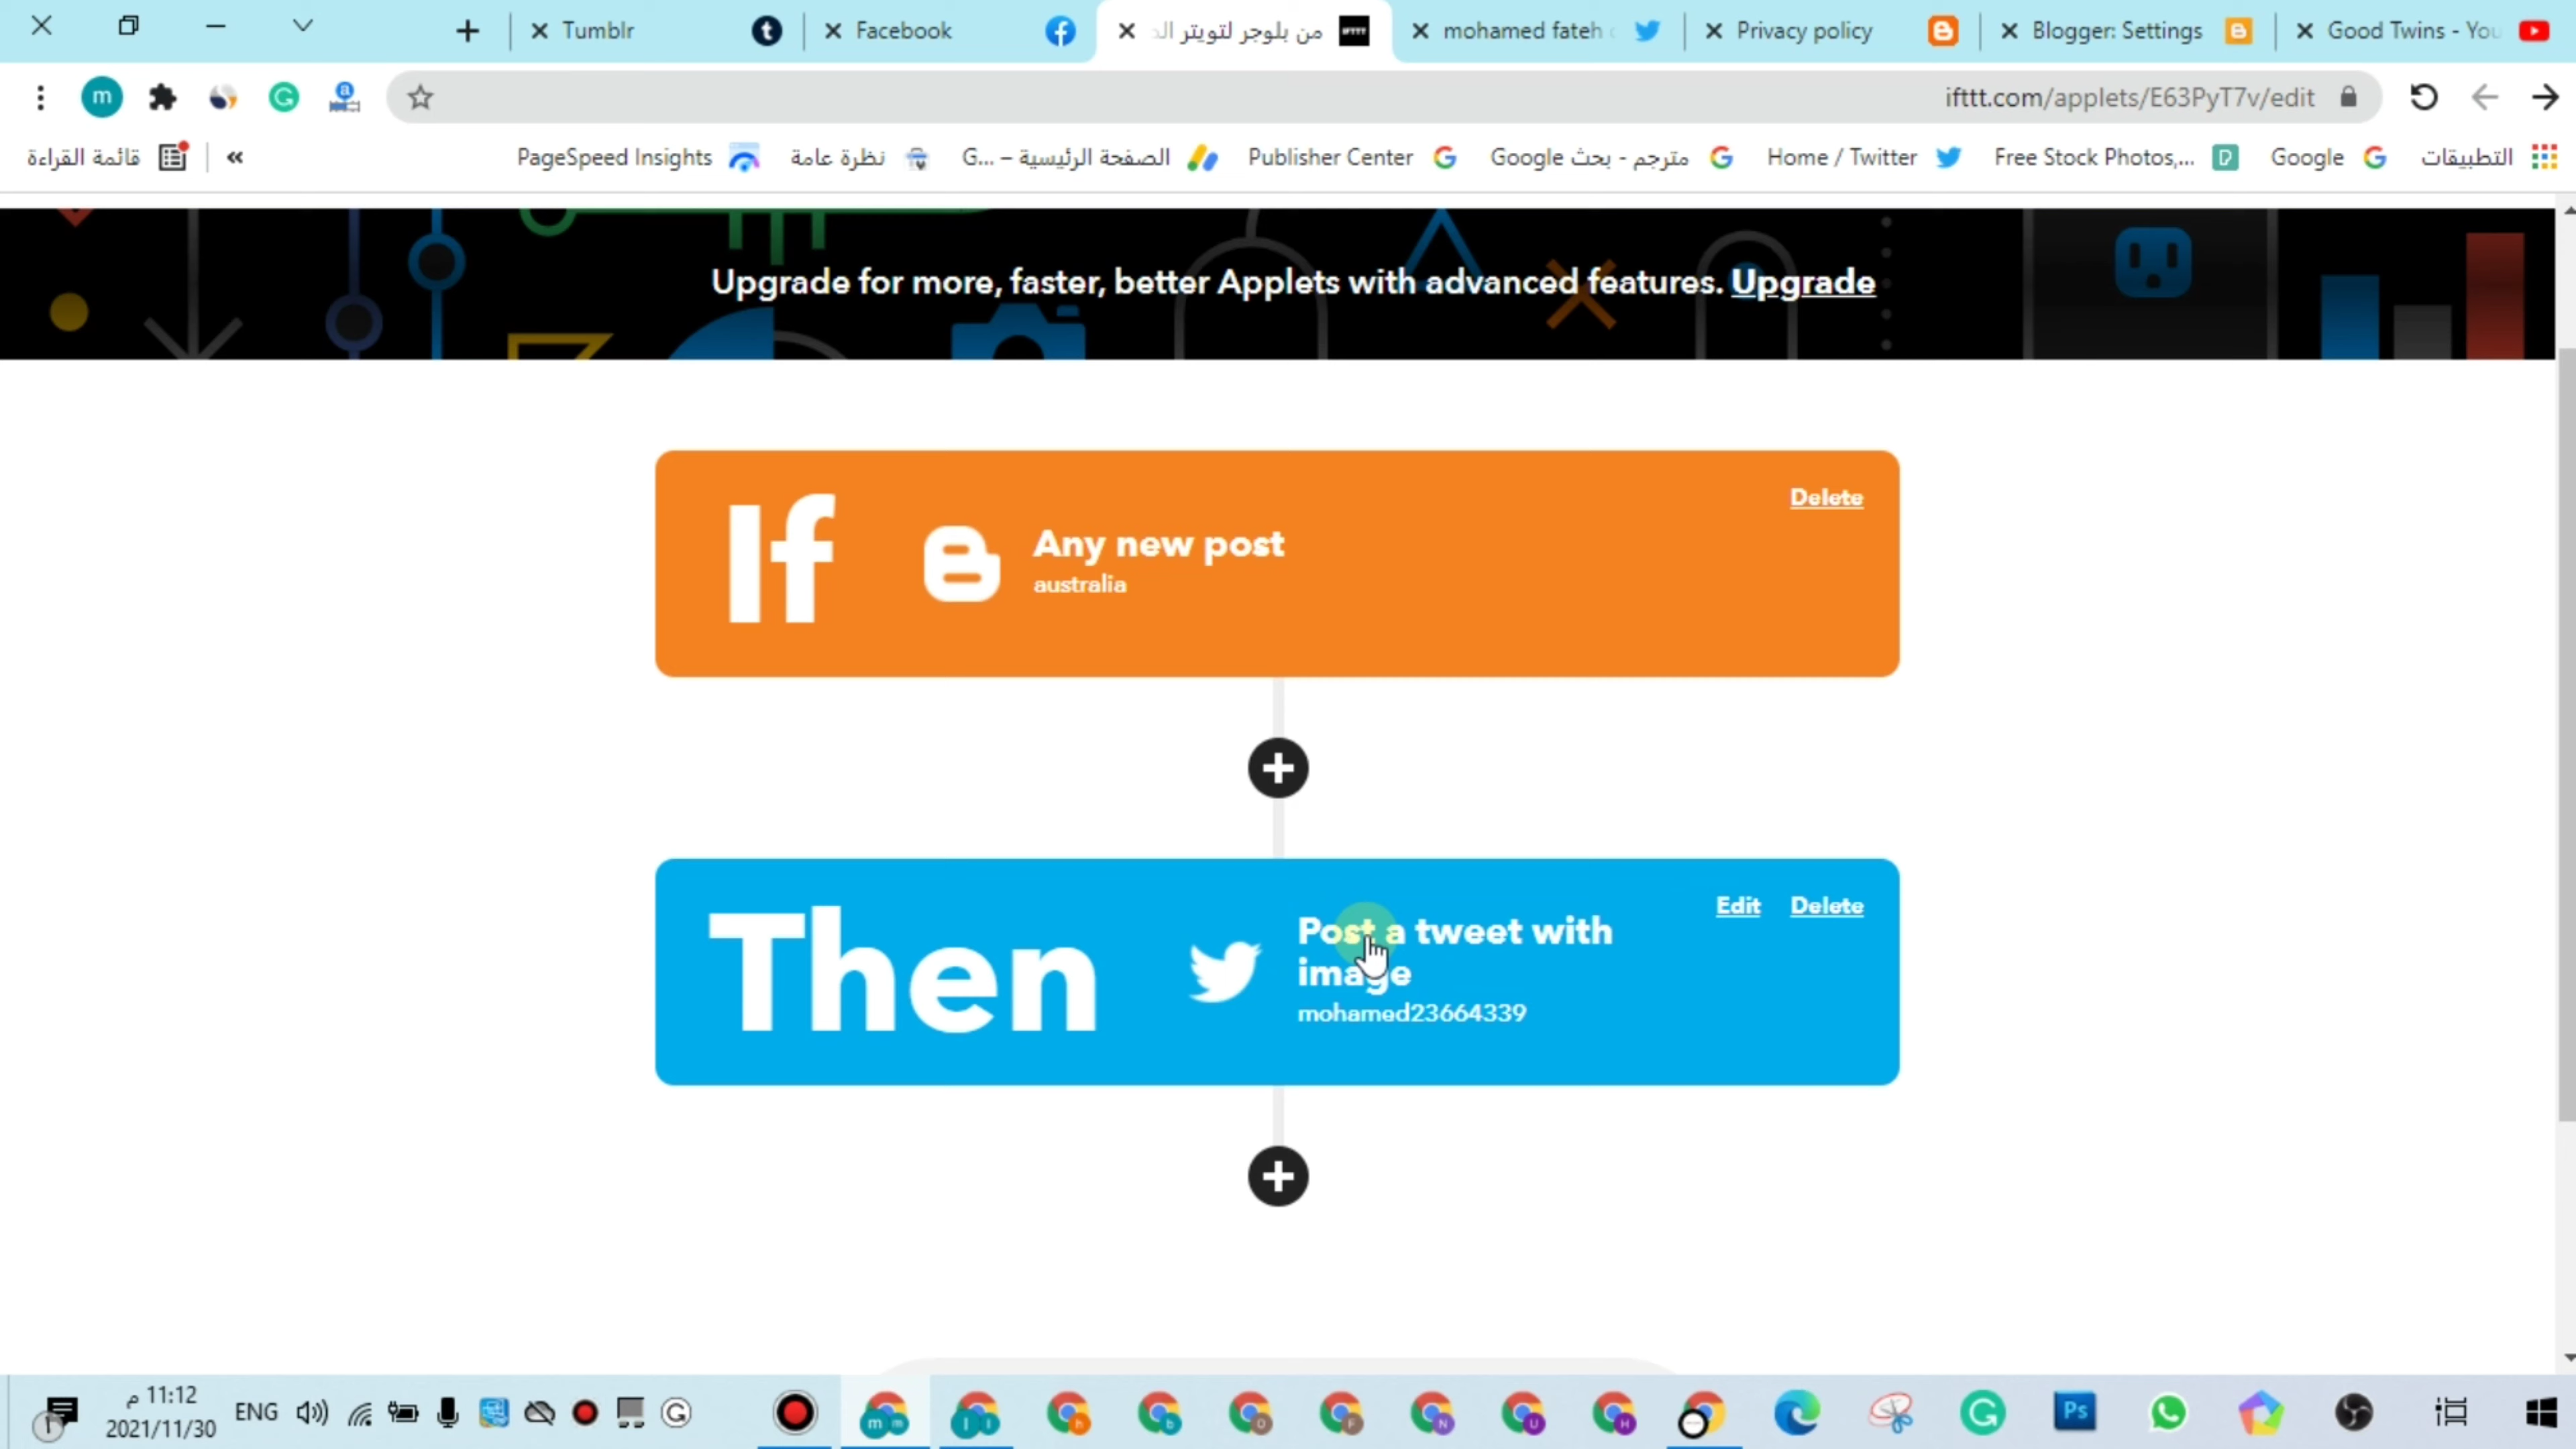 Tumblr
Facebook
من بلوجر لتويتر
mohamed fateh
Privacy policy
Blogger: Settings
Good Twins - You
ifttt.com/applets/E63PyT7v/edit
قائمة القراءة
»
PageSpeed Insights
نظرة عامة
G... – الصفحة الرئيسية
Publisher Center
مترجم - بحث Google
Home / Twitter
Free Stock Photos,...
Google
التطبيقات
Upgrade for more, faster, better Applets with advanced features. Upgrade
Delete
If
Any new post
australia
Edit Delete
Then
Post a tweet with
image
mohamed23664339
11:12 م
2021/11/30
ENG
Ps